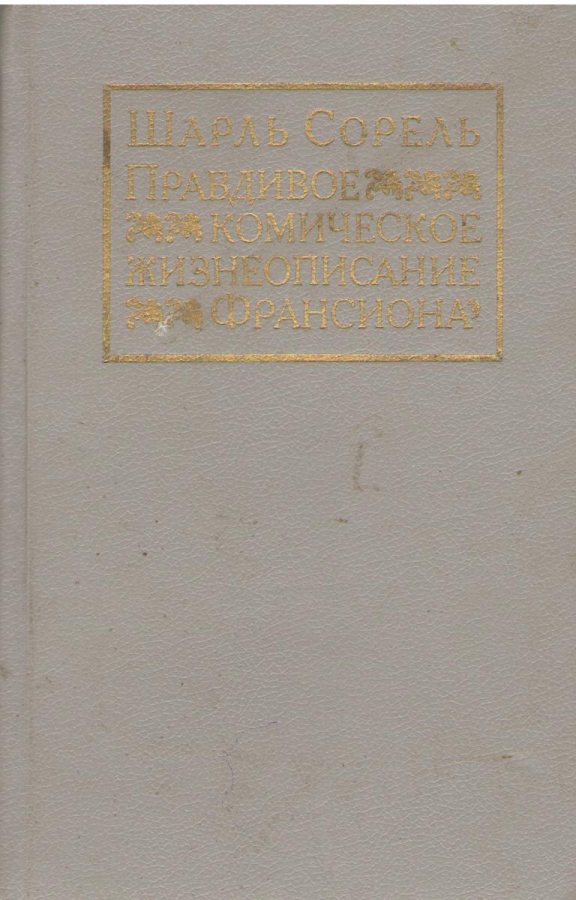 Шарль Сорель
Правдивое
комическое
жизнеописание
Франсиона